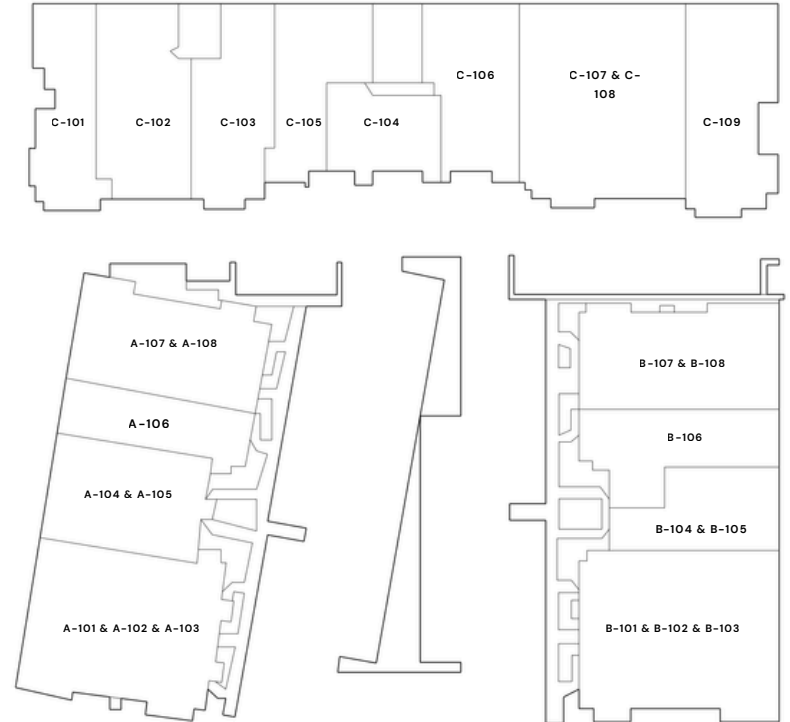 C-101
C-102
C-103
C-105
C-104
C-106
C-107 & C-
108
C-109
A-107 & A-108
A-106
A-104 & A-105
A-101 & A-102 & A-103
B-107 & B-108
B-106
B-104 & B-105
B-101 & B-102 & B-103